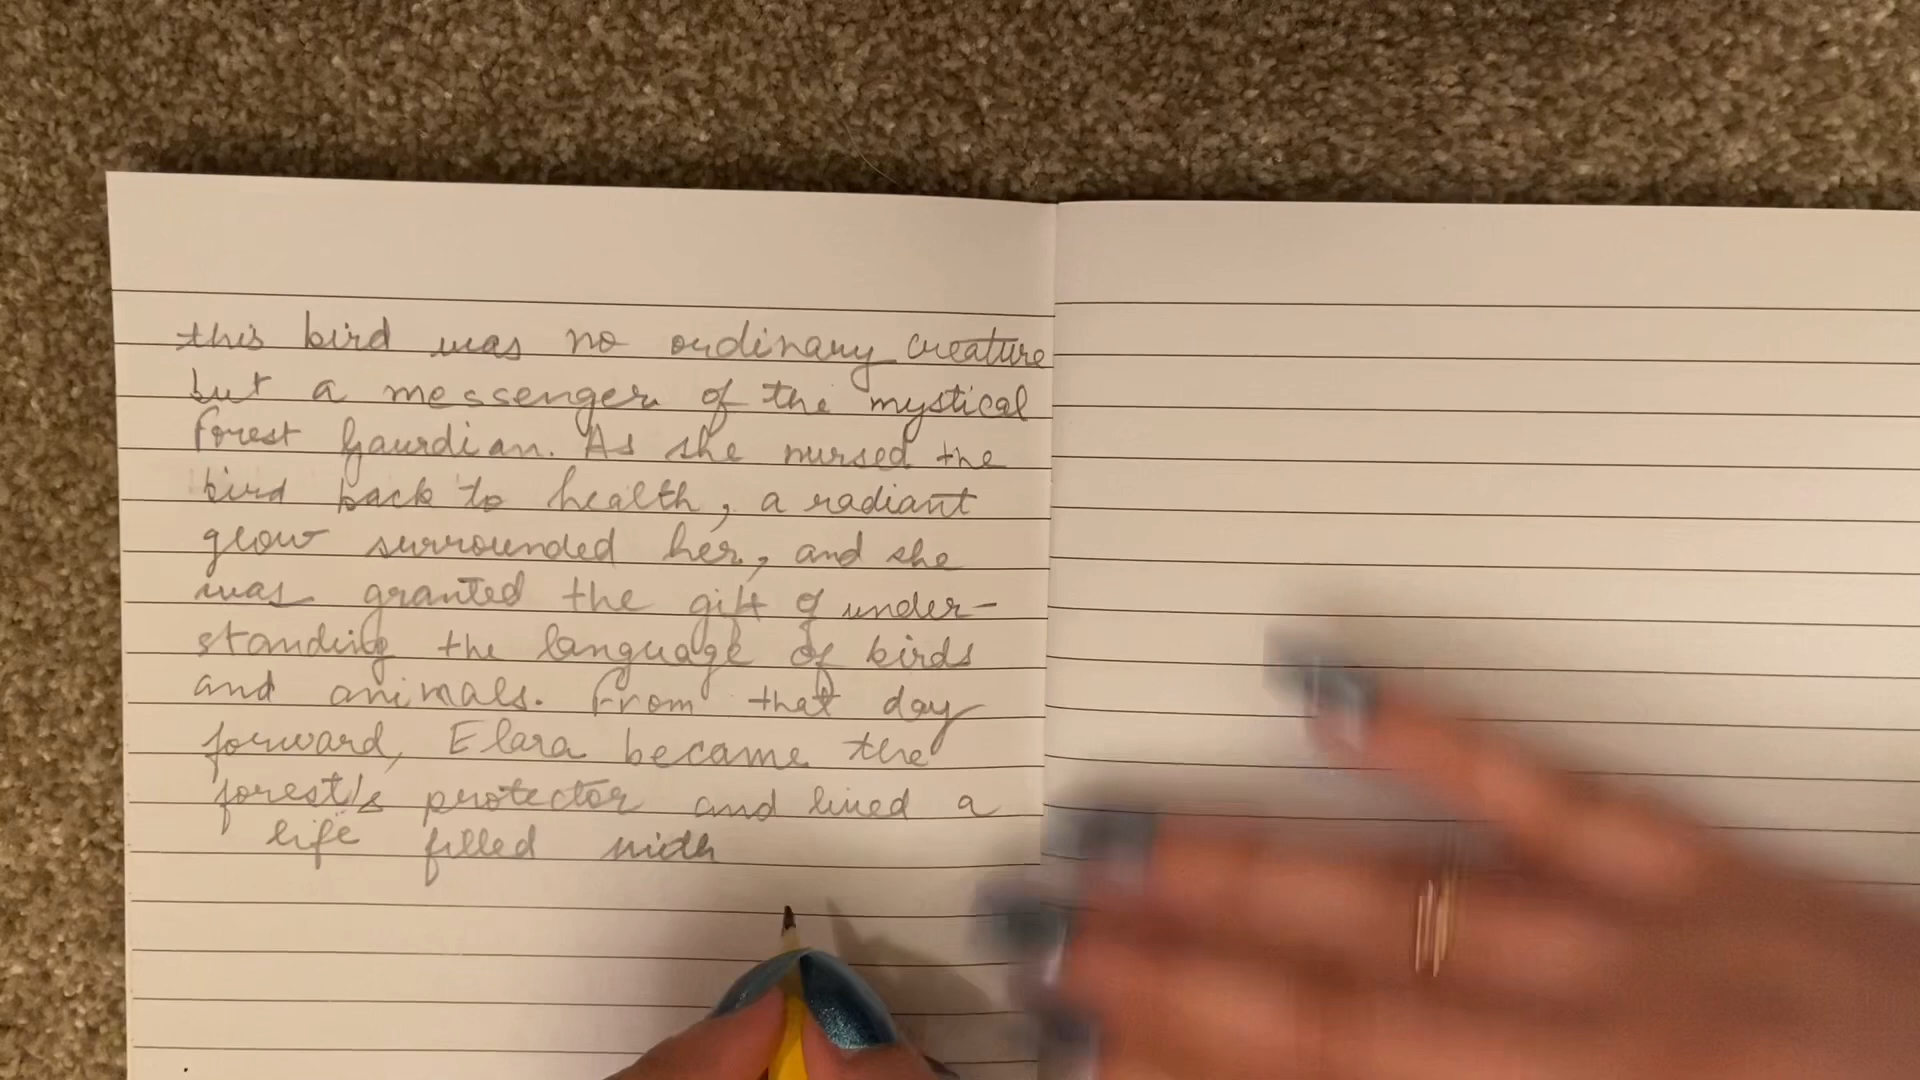 this bird was no ordinary creature
but a messenger of the mystical
forest Gaurdian. As she nursed the
bird back to health, a radiant
glow surrounded her, and she
was granted the gift of under-
standing the language of birds
and animals. From that day
forward, Elara became the
forest's protector and lived a
life filled with